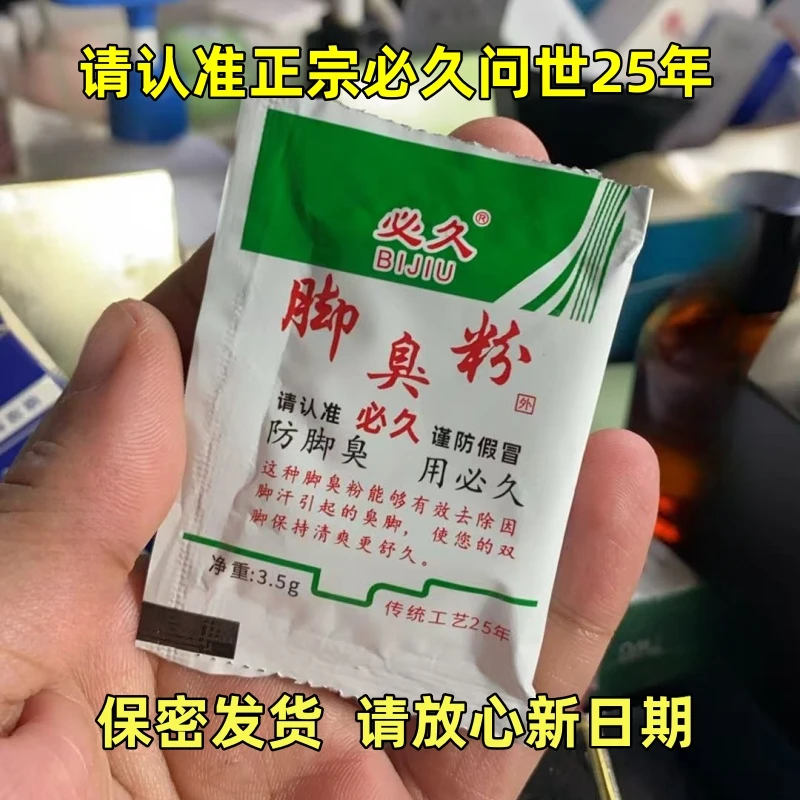 请认准正宗必久问世25年
必久®
BIJIU
脚臭粉
外
请认准 必久 谨防假冒
防脚臭 用必久
这种脚臭粉能够有效去除因
脚汗引起的臭脚，使您的双
脚保持清爽更舒久。
净重:3.5g
传统工艺25年
保密发货 请放心新日期